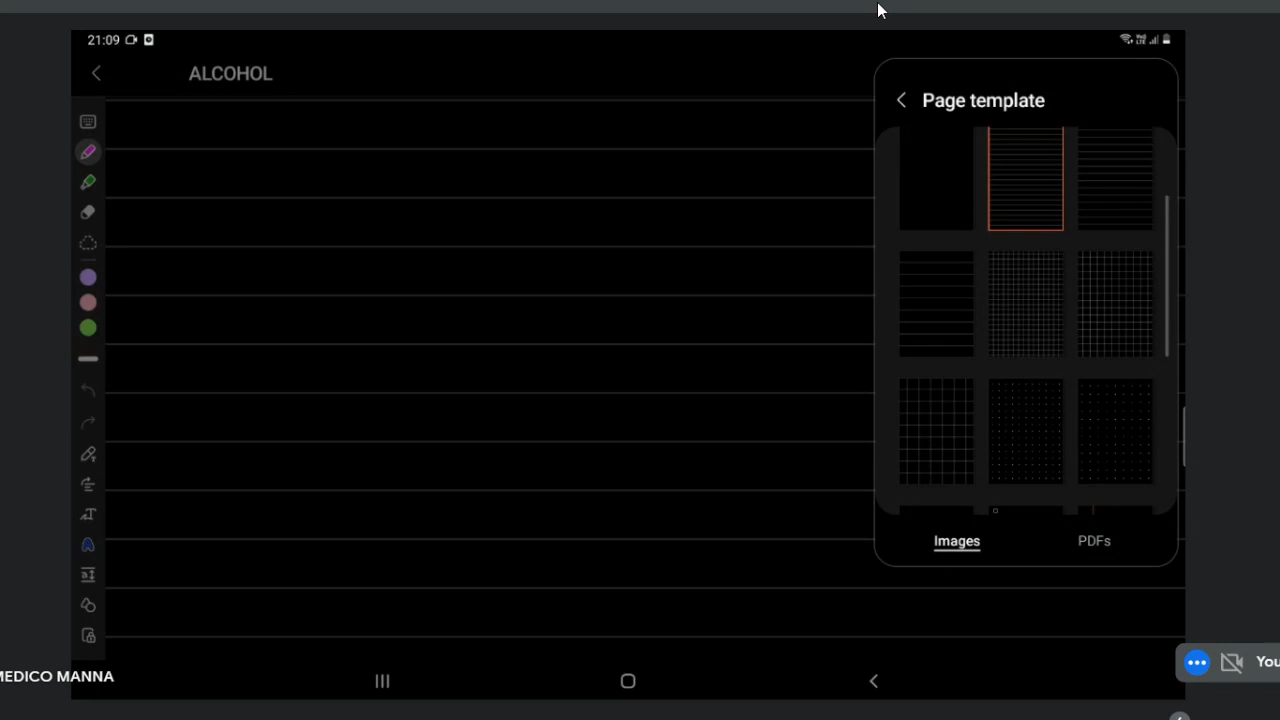 21:09
ALCOHOL
Page template
Images
PDFs
MEDICO MANNA
You